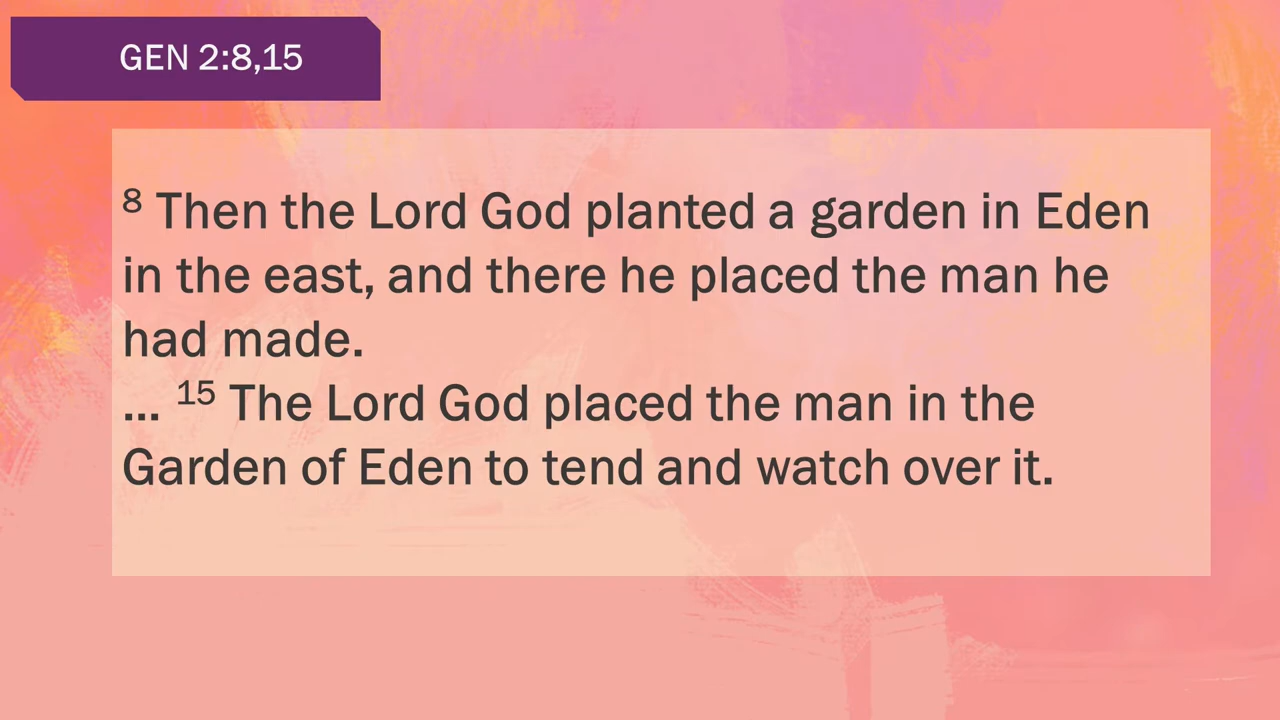 GEN 2:8,15
8 Then the Lord God planted a garden in Eden
in the east, and there he placed the man he
had made.
... 15 The Lord God placed the man in the
Garden of Eden to tend and watch over it.